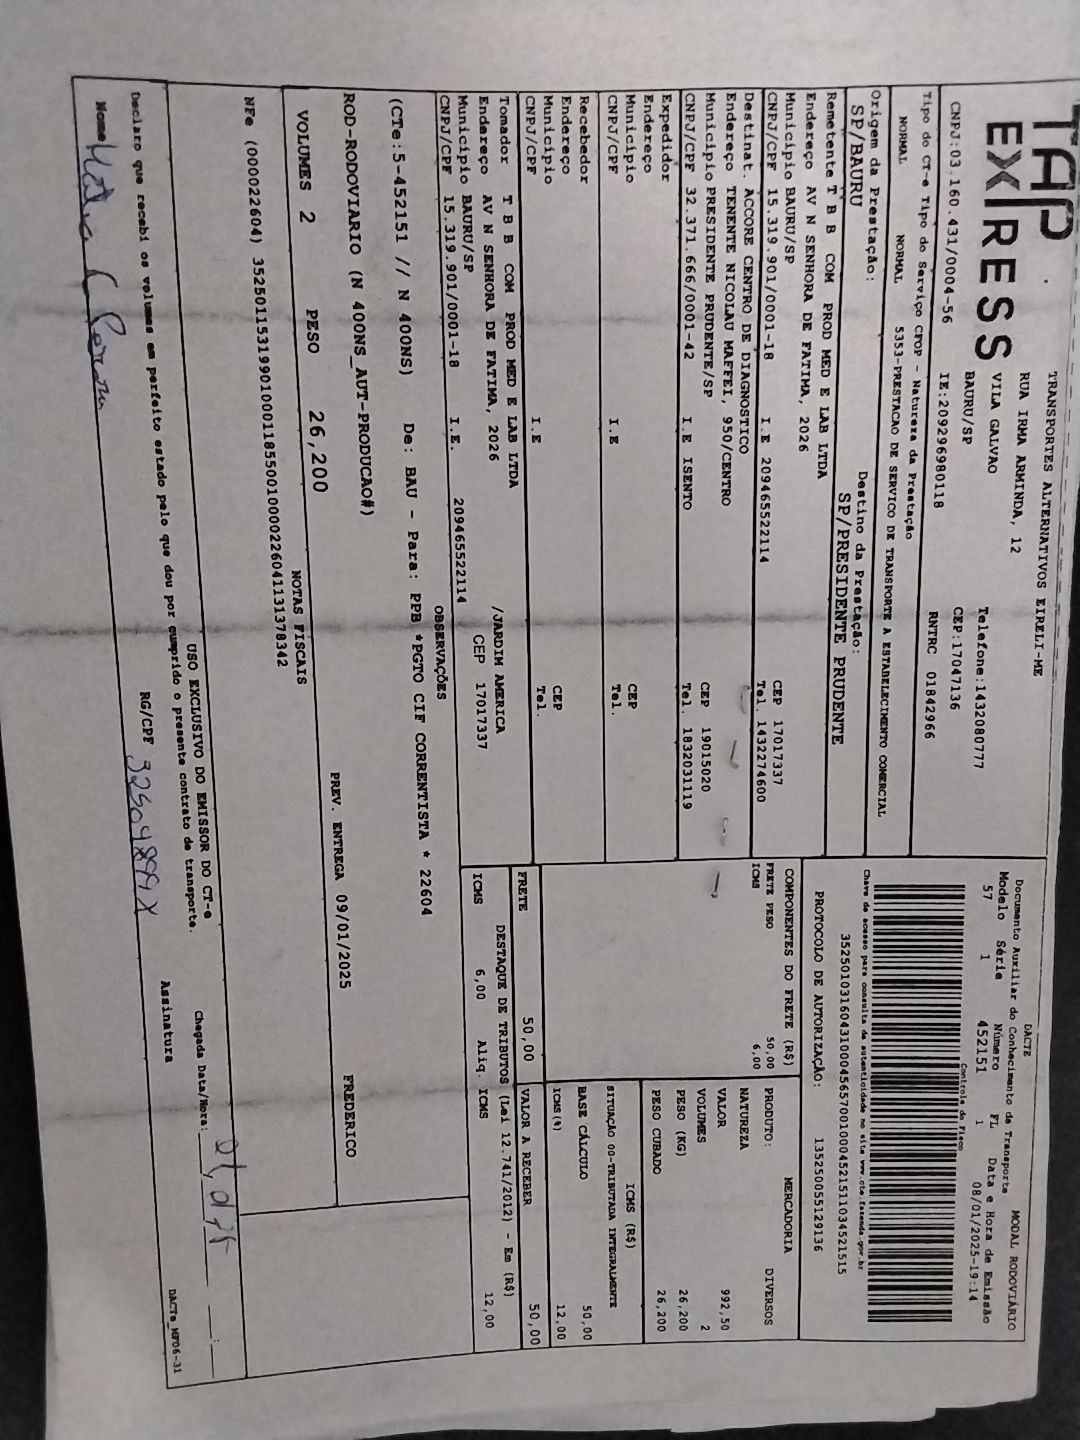 TAP EXPRESS
TRANSPORTES ALTERNATIVOS EIRELI-ME
RUA IRMA ARMINDA, 12
VILA GALVAO
BAURU/SP
Telefone:1432080777
CEP:17047136
CNPJ:03.160.431/0004-56 IE:209296980118 RNTRC 01842966
DACTE MODAL RODOVIÁRIO
Documento Auxiliar do Conhecimento de Transporte
Modelo Série Número FL Data e Hora de Emissão
57 1 452151 1 08/01/2025-19:14
Controle do Fisco
Chave de acesso para consulta de autenticidade no site www.cte.fazenda.gov.br
35250103160431000456570010004521511034521515
PROTOCOLO DE AUTORIZAÇÃO: 135250055129136
Tipo do CT-e Tipo do Serviço CFOP - Natureza da Prestação
NORMAL NORMAL 5353-PRESTACAO DE SERVICO DE TRANSPORTE A ESTABELECIMENTO COMERCIAL
Origem da Prestação: Destino da Prestação:
SP/BAURU SP/PRESIDENTE PRUDENTE
Remetente T B B COM PROD MED E LAB LTDA
Endereço AV N SENHORA DE FATIMA, 2026
Município BAURU/SP CEP 17017337
CNPJ/CPF 15.319.901/0001-18 I.E 209465522114 Tel. 1432274600
Destinat. ACCORE CENTRO DE DIAGNOSTICO
Endereço TENENTE NICOLAU MAFFEI, 950/CENTRO
Município PRESIDENTE PRUDENTE/SP CEP 19015020
CNPJ/CPF 32.371.666/0001-42 I.E ISENTO Tel. 1832031119
Expedidor
Endereço
Município CEP
CNPJ/CPF I.E Tel.
Recebedor
Endereço
Município CEP
CNPJ/CPF I.E Tel.
Tomador T B B COM PROD MED E LAB LTDA
Endereço AV N SENHORA DE FATIMA, 2026 /JARDIM AMERICA
Município BAURU/SP CEP 17017337
CNPJ/CPF 15.319.901/0001-18 I.E. 209465522114
COMPONENTES DO FRETE (R$)
FRETE PESO 50,00
ICMS 6,00
MERCADORIA
PRODUTO: DIVERSOS
NATUREZA
VALOR 992,50
VOLUMES 2
PESO (KG) 26,200
PESO CUBADO 26,200
ICMS (R$)
SITUAÇÃO 00-TRIBUTADA INTEGRALMENTE
BASE CÁLCULO 50,00
ICMS(%) 12,00
FRETE 50,00 VALOR A RECEBER 50,00
DESTAQUE DE TRIBUTOS (Lei 12.741/2012) - Em (R$)
ICMS 6,00 Aliq. ICMS 12,00
OBSERVAÇÕES
(CTe:5-452151 // N 400NS) De: BAU - Para: PPB *PGTO CIF CORRENTISTA * 22604
ROD-RODOVIARIO (N 400NS_AUT-PRODUCAO#)
VOLUMES 2 PESO 26,200 PREV. ENTREGA 09/01/2025 FREDERICO
NOTAS FISCAIS
NFe (000022604) 35250115319901000118550010000226041131378342
USO EXCLUSIVO DO EMISSOR DO CT-e
Declaro que recebi os volumes em perfeito estado pelo que dou por cumprido o presente contrato de transporte.
Chegada Data/Hora: :
Nome RG/CPF Assinatura
DACTe_MF06-31